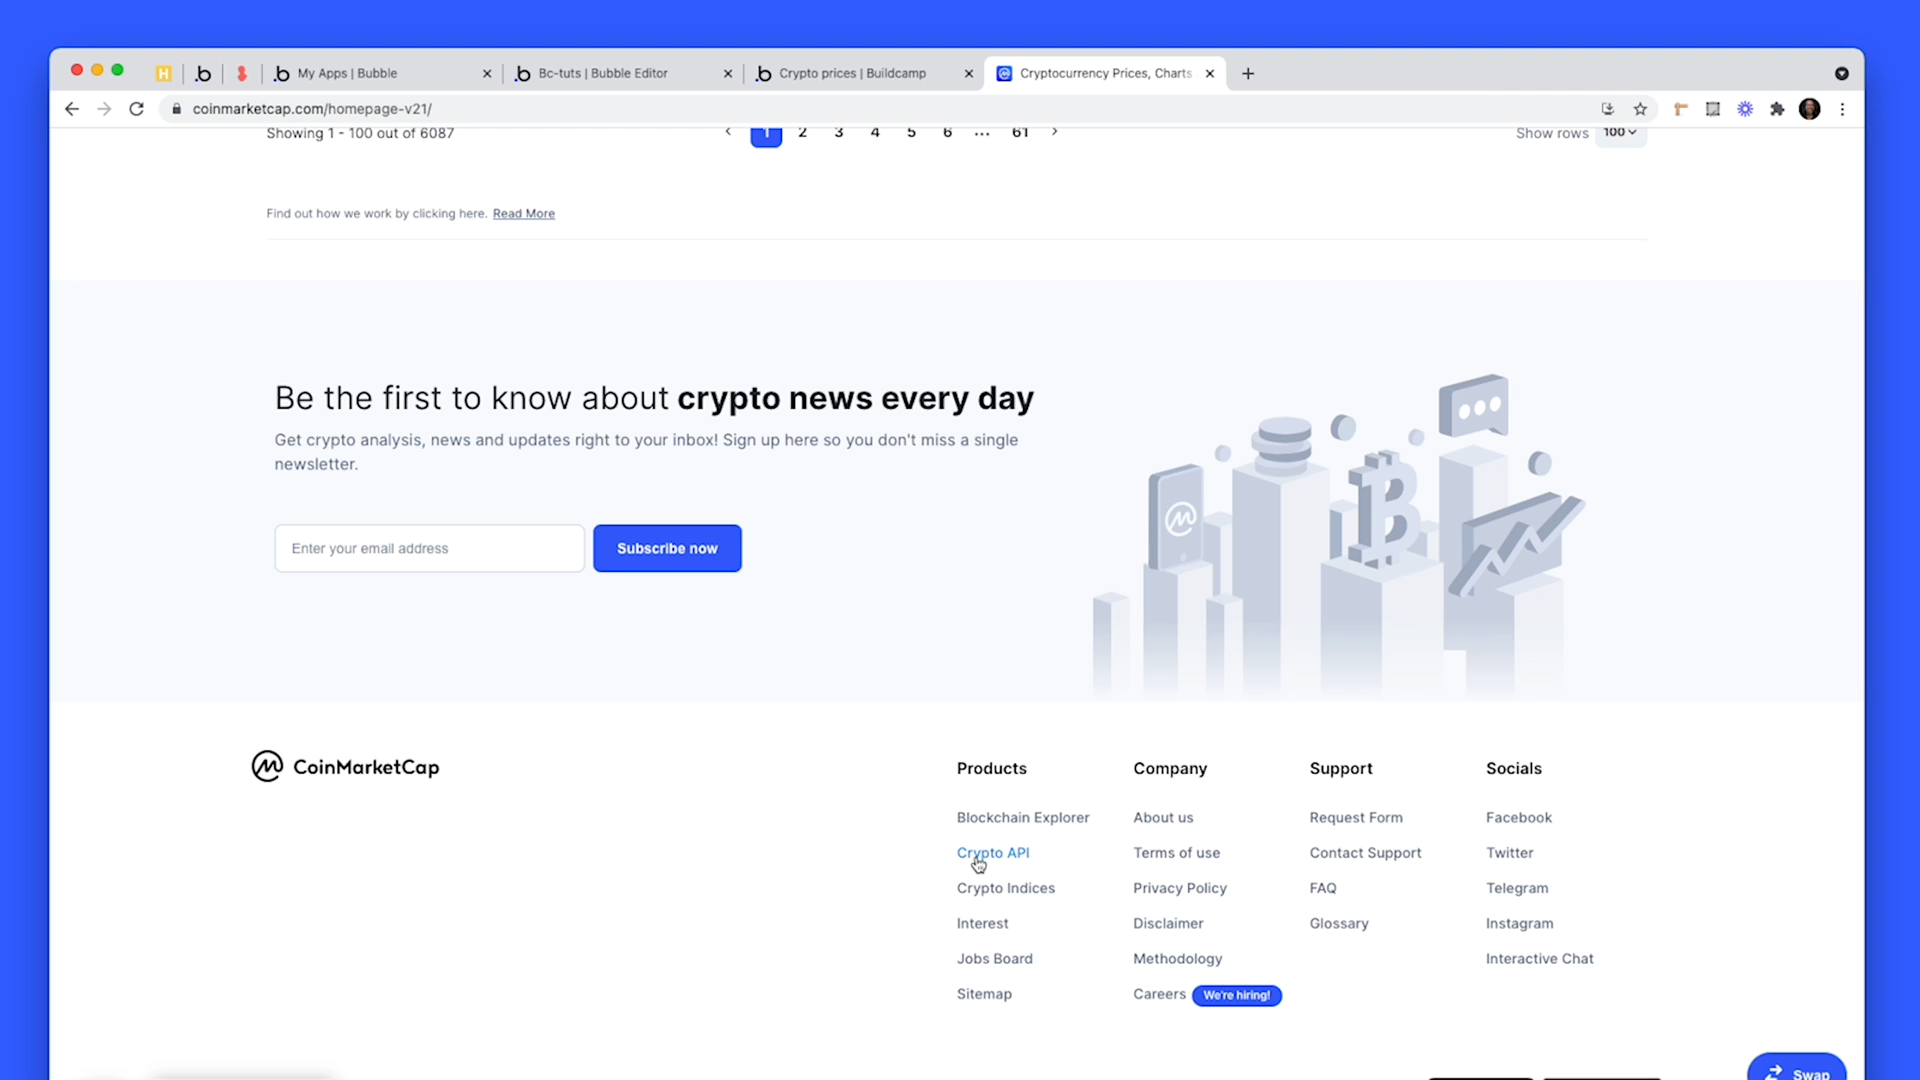 My Apps | Bubble
Bc-tuts | Bubble Editor
Crypto prices | Buildcamp
Cryptocurrency Prices, Charts
coinmarketcap.com/homepage-v21/
Showing 1 - 100 out of 6087
1 2 3 4 5 6 ... 61
Show rows 100
Find out how we work by clicking here. Read More
Be the first to know about crypto news every day
Get crypto analysis, news and updates right to your inbox! Sign up here so you don't miss a single
newsletter.
Enter your email address
Subscribe now
CoinMarketCap
Products
Blockchain Explorer
Crypto API
Crypto Indices
Interest
Jobs Board
Sitemap
Company
About us
Terms of use
Privacy Policy
Disclaimer
Methodology
Careers We're hiring!
Support
Request Form
Contact Support
FAQ
Glossary
Socials
Facebook
Twitter
Telegram
Instagram
Interactive Chat
Swap